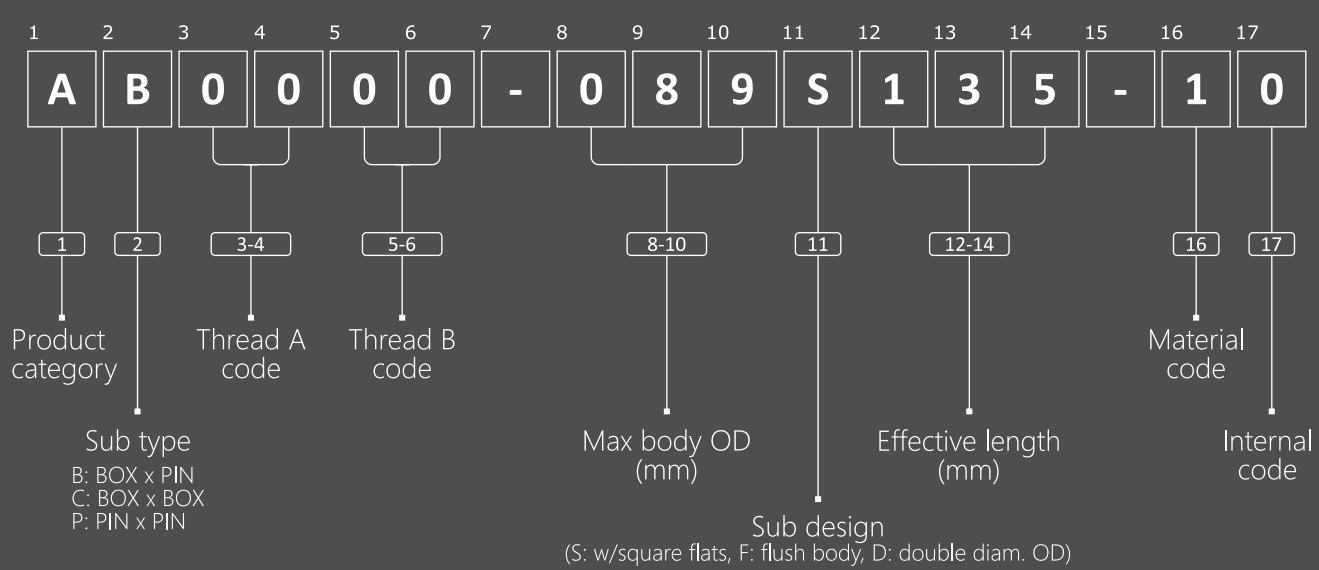 1 2 3 4 5 6 7 8 9 10 11 12 13 14 15 16 17
A B 0 0 0 0 - 0 8 9 S 1 3 5 - 1 0
1 2 3-4 5-6 8-10 11 12-14 16 17
Product
category
Thread A
code
Thread B
code
Material
code
Sub type
B: BOX x PIN
C: BOX x BOX
P: PIN x PIN
Max body OD
(mm)
Effective length
(mm)
Internal
code
Sub design
(S: w/square flats, F: flush body, D: double diam. OD)